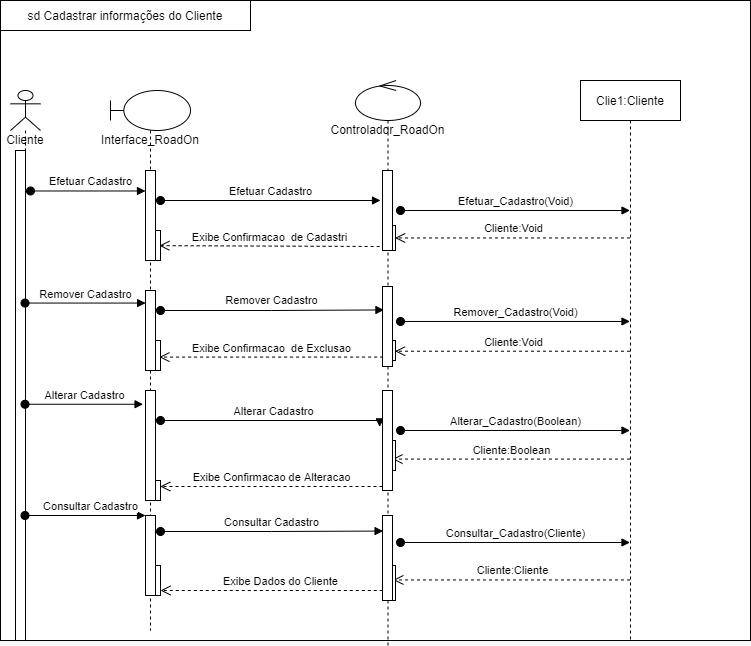 sd Cadastrar informações do Cliente
Clie1:Cliente
Cliente
Interface_RoadOn
Controlador_RoadOn
Efetuar Cadastro
Efetuar Cadastro
Efetuar_Cadastro(Void)
Cliente:Void
Exibe Confirmacao de Cadastri
Remover Cadastro
Remover Cadastro
Remover_Cadastro(Void)
Cliente:Void
Exibe Confirmacao de Exclusao
Alterar Cadastro
Alterar Cadastro
Alterar_Cadastro(Boolean)
Cliente:Boolean
Exibe Confirmacao de Alteracao
Consultar Cadastro
Consultar Cadastro
Consultar_Cadastro(Cliente)
Cliente:Cliente
Exibe Dados do Cliente